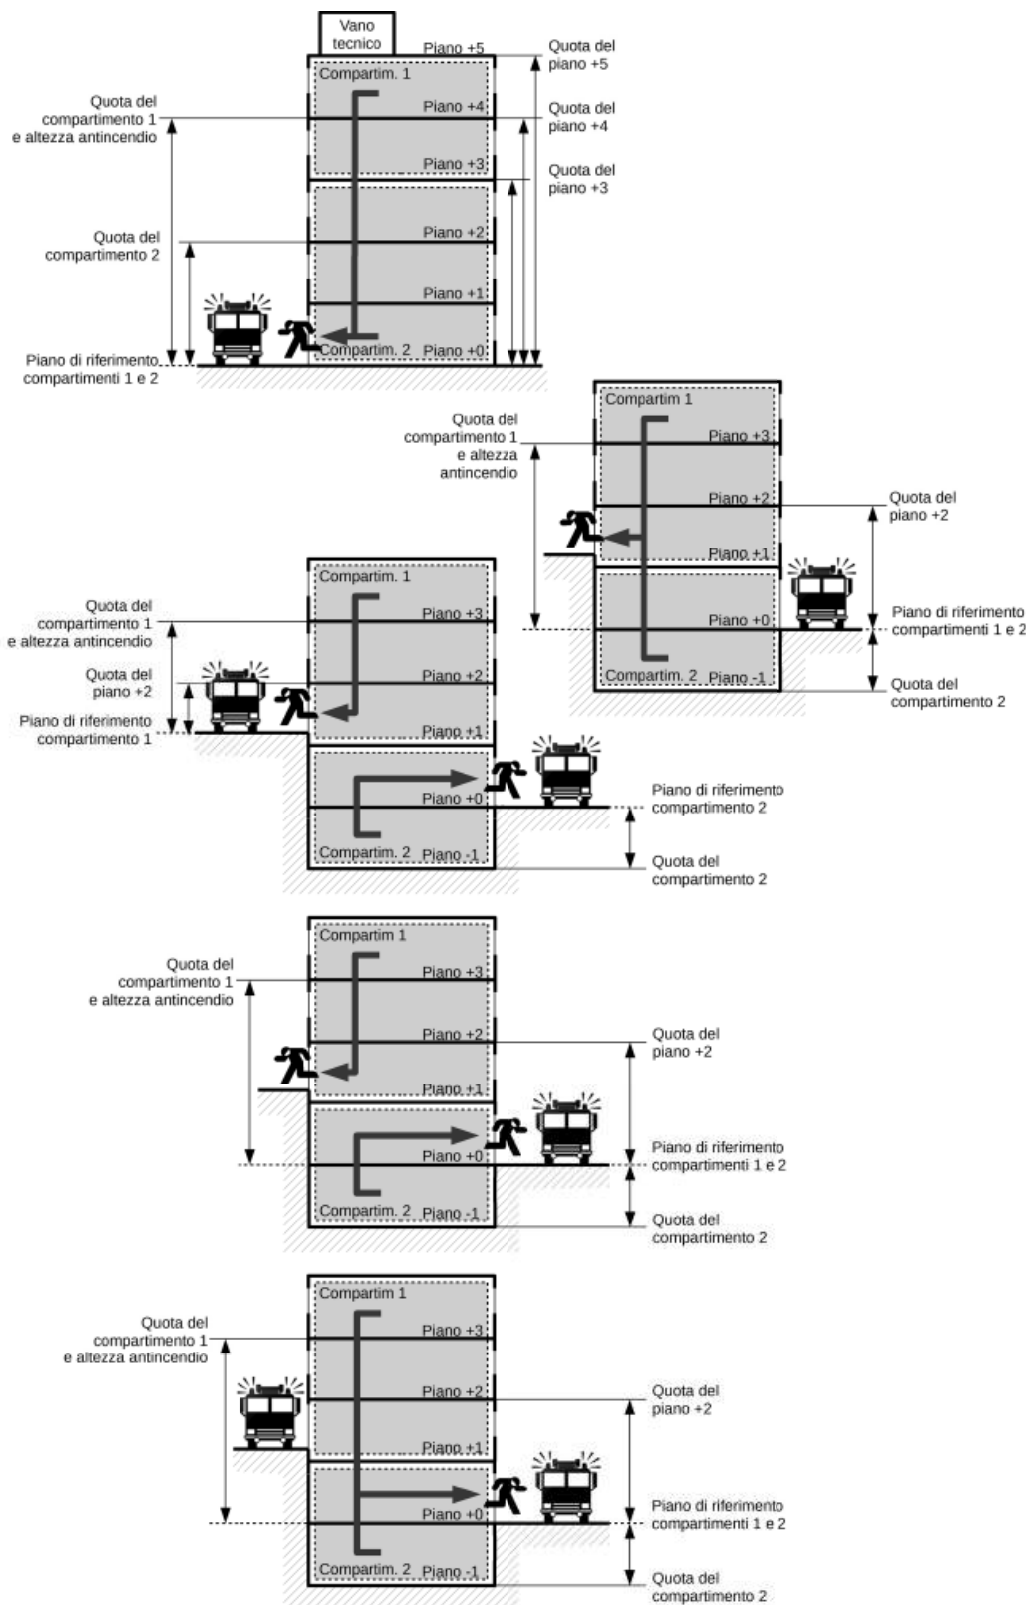 Vano
tecnico
Piano +5
Quota del
piano +5
Compartim. 1
Quota del
compartimento 1
e altezza antincendio
Piano +4
Quota del
piano +4
Piano +3
Quota del
piano +3
Quota del
compartimento 2
Piano +2
Piano +1
Compartim. 2
Piano +0
Piano di riferimento
compartimenti 1 e 2
Compartim 1
Quota del
compartimento 1
e altezza
antincendio
Piano +3
Piano +2
Quota del
piano +2
Piano +1
Piano +0
Piano di riferimento
compartimenti 1 e 2
Compartim. 2
Piano -1
Quota del
compartimento 2
Compartim. 1
Quota del
compartimento 1
e altezza antincendio
Piano +3
Quota del
piano +2
Piano +2
Piano di riferimento
compartimento 1
Piano +1
Piano +0
Piano di riferimento
compartimento 2
Compartim. 2
Piano -1
Quota del
compartimento 2
Compartim 1
Quota del
compartimento 1
e altezza antincendio
Piano +3
Piano +2
Quota del
piano +2
Piano +1
Piano +0
Piano di riferimento
compartimenti 1 e 2
Compartim. 2
Piano -1
Quota del
compartimento 2
Compartim 1
Quota del
compartimento 1
e altezza antincendio
Piano +3
Piano +2
Quota del
piano +2
Piano +1
Piano +0
Piano di riferimento
compartimenti 1 e 2
Compartim. 2
Piano -1
Quota del
compartimento 2